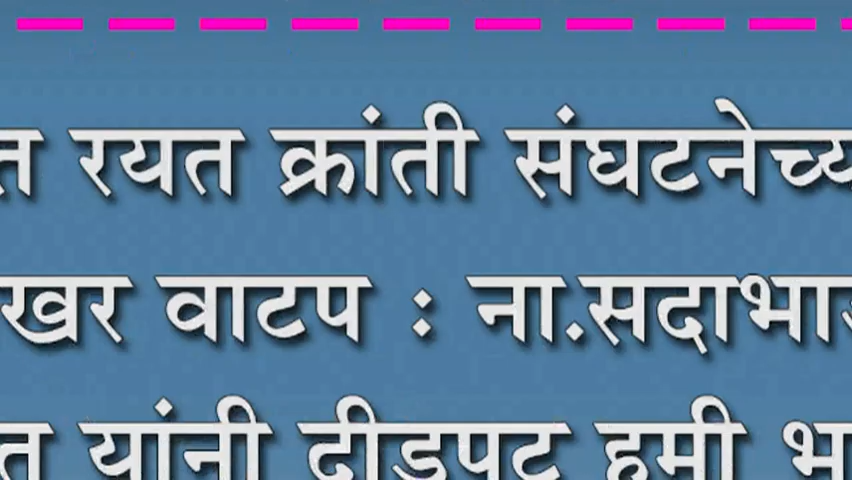 त रयत क्रांती संघटनेच्य
खर वाटप : ना.सदाभा
त यांनी दीडपट हमी भ